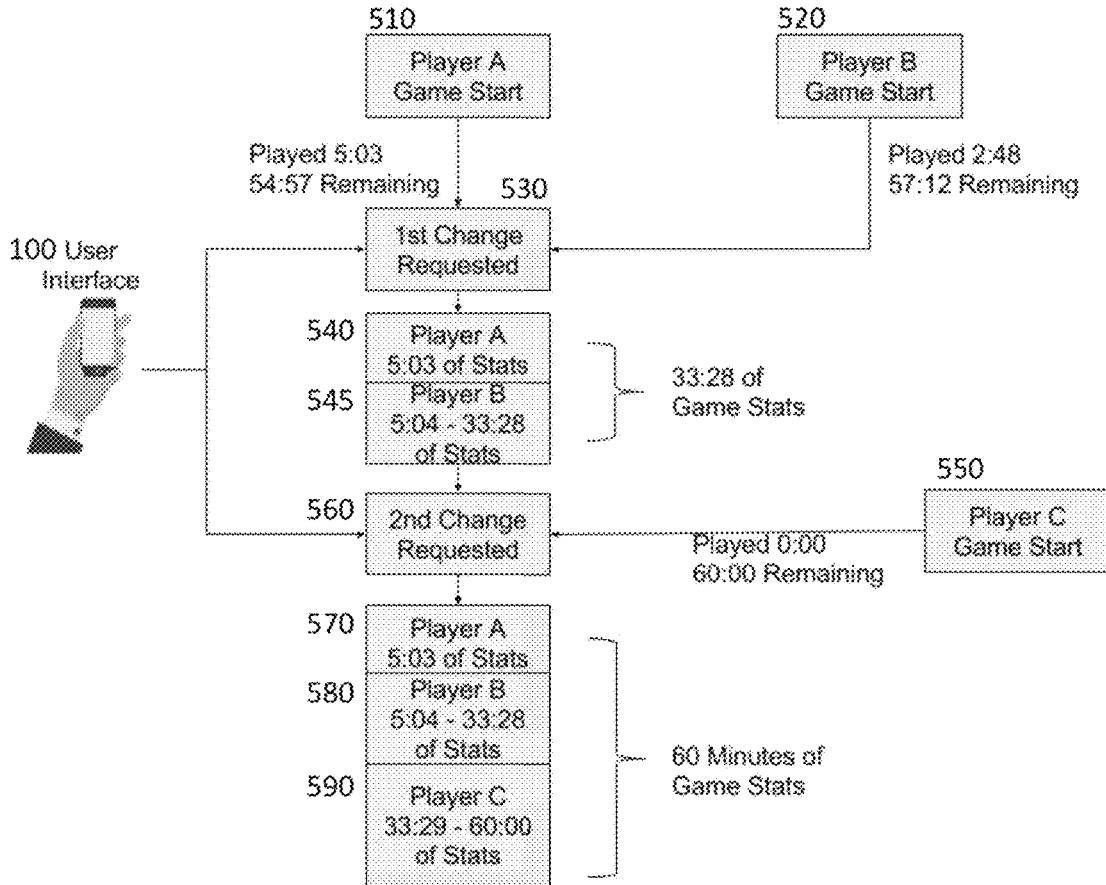 510
Player A
Game Start
520
Player B
Game Start
Played 5:03
54:57 Remaining
Played 2:48
57:12 Remaining
530
1st Change
Requested
100 User
Interface
540
Player A
5:03 of Stats
545
Player B
5:04 - 33:28
of Stats
33:28 of
Game Stats
550
Player C
Game Start
560
2nd Change
Requested
Played 0:00
60:00 Remaining
570
Player A
5:03 of Stats
580
Player B
5:04 - 33:28
of Stats
590
Player C
33:29 - 60:00
of Stats
60 Minutes of
Game Stats